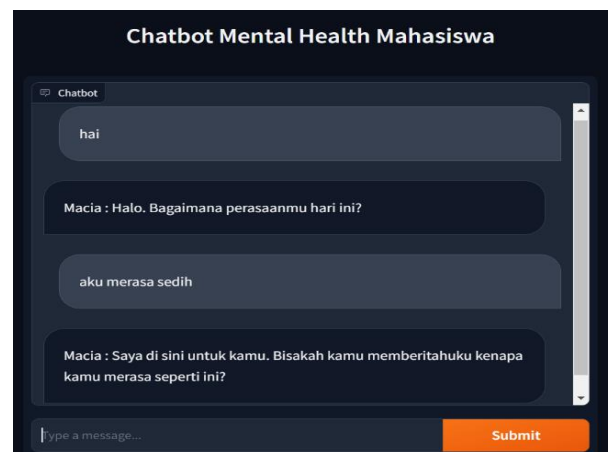 Chatbot Mental Health Mahasiswa
Chatbot
hai
Macia : Halo. Bagaimana perasaanmu hari ini?
aku merasa sedih
Macia : Saya di sini untuk kamu. Bisakah kamu memberitahuku kenapa
kamu merasa seperti ini?
Type a message...
Submit